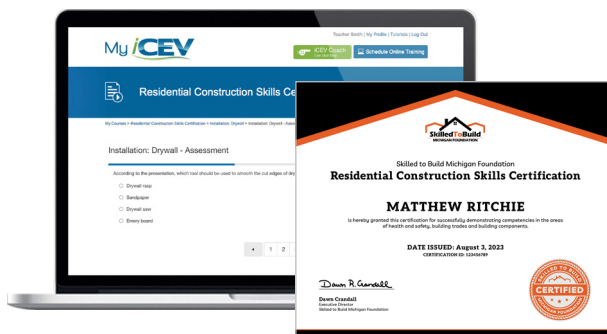 Teacher Smith | My Profile | Tutorials | Log Out
My iCEV
iCEV Coach
Schedule Online Training
Residential Construction Skills Ce
My Courses > Residential Construction Skills Certification > Installation: Drywall > Installation: Drywall - Asse
Installation: Drywall - Assessment
According to the presentation, which tool should be used to smooth the cut edges of dry
Drywall rasp
Sandpaper
Drywall saw
Emery board
1 2
SkilledToBuild
MICHIGAN FOUNDATION
Skilled to Build Michigan Foundation
Residential Construction Skills Certification
MATTHEW RITCHIE
is hereby granted this certification for successfully demonstrating competencies in the areas
of health and safety, building trades and building components.
DATE ISSUED: August 3, 2023
CERTIFICATION ID: 123456789
Dawn R. Crandall
Dawn Crandall
Executive Director
Skilled to Build Michigan Foundation
SKILLED TO BUILD
CERTIFIED
MICHIGAN FOUNDATION